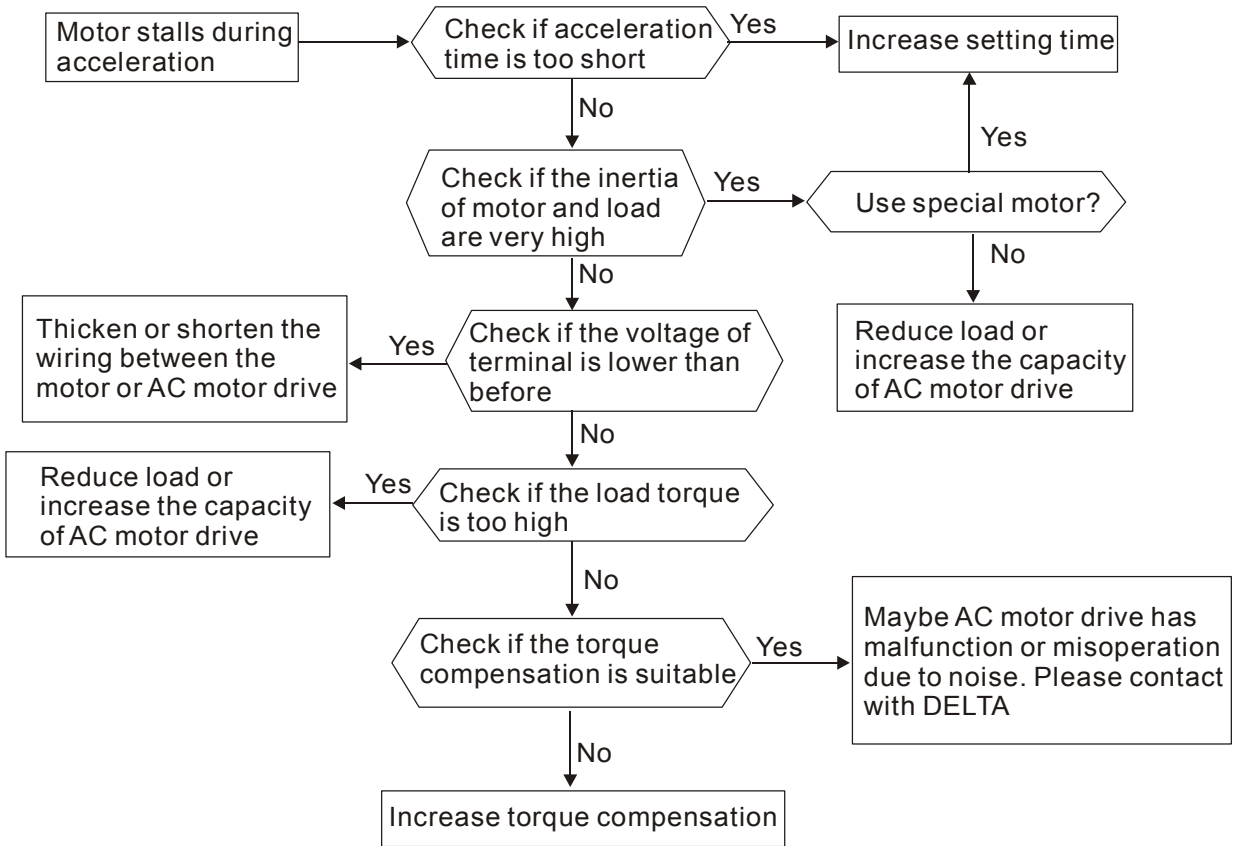 Motor stalls during
acceleration
Check if acceleration
time is too short
Yes
Increase setting time
No
Yes
Check if the inertia
of motor and load
are very high
Yes
Use special motor?
No
No
Thicken or shorten the
wiring between the
motor or AC motor drive
Yes
Check if the voltage of
terminal is lower than
before
Reduce load or
increase the capacity
of AC motor drive
No
Reduce load or
increase the capacity
of AC motor drive
Yes
Check if the load torque
is too high
No
Check if the torque
compensation is suitable
Yes
Maybe AC motor drive has
malfunction or misoperation
due to noise. Please contact
with DELTA
No
Increase torque compensation